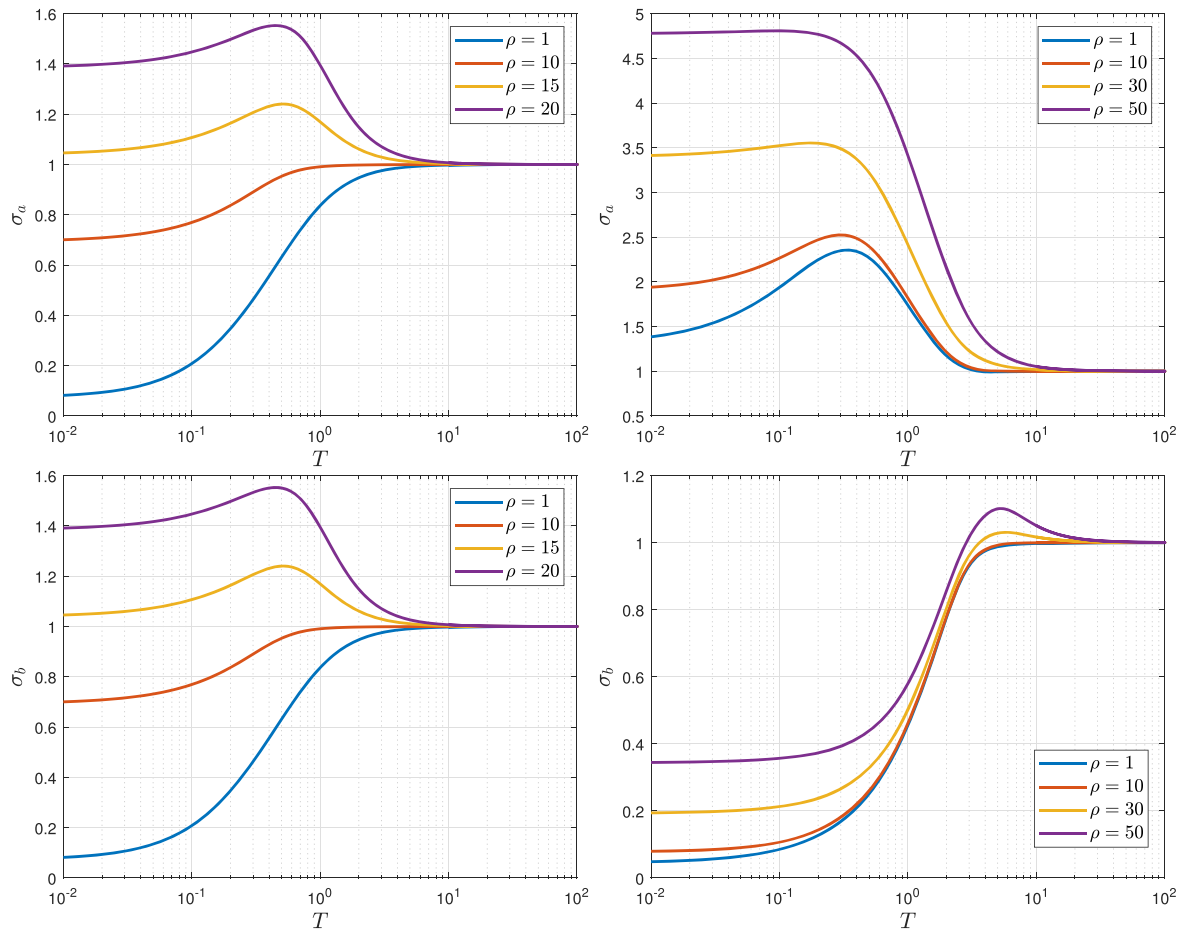 1.6
1.4
1.2
1
0.8
0.6
0.4
0.2
0
σ_a
10^-2
10^-1
10^0
10^1
10^2
T
ρ = 1
ρ = 10
ρ = 15
ρ = 20
5
4.5
4
3.5
3
2.5
2
1.5
1
0.5
σ_a
10^-2
10^-1
10^0
10^1
10^2
T
ρ = 1
ρ = 10
ρ = 30
ρ = 50
1.6
1.4
1.2
1
0.8
0.6
0.4
0.2
0
σ_b
10^-2
10^-1
10^0
10^1
10^2
T
ρ = 1
ρ = 10
ρ = 15
ρ = 20
1.2
1
0.8
0.6
0.4
0.2
0
σ_b
10^-2
10^-1
10^0
10^1
10^2
T
ρ = 1
ρ = 10
ρ = 30
ρ = 50